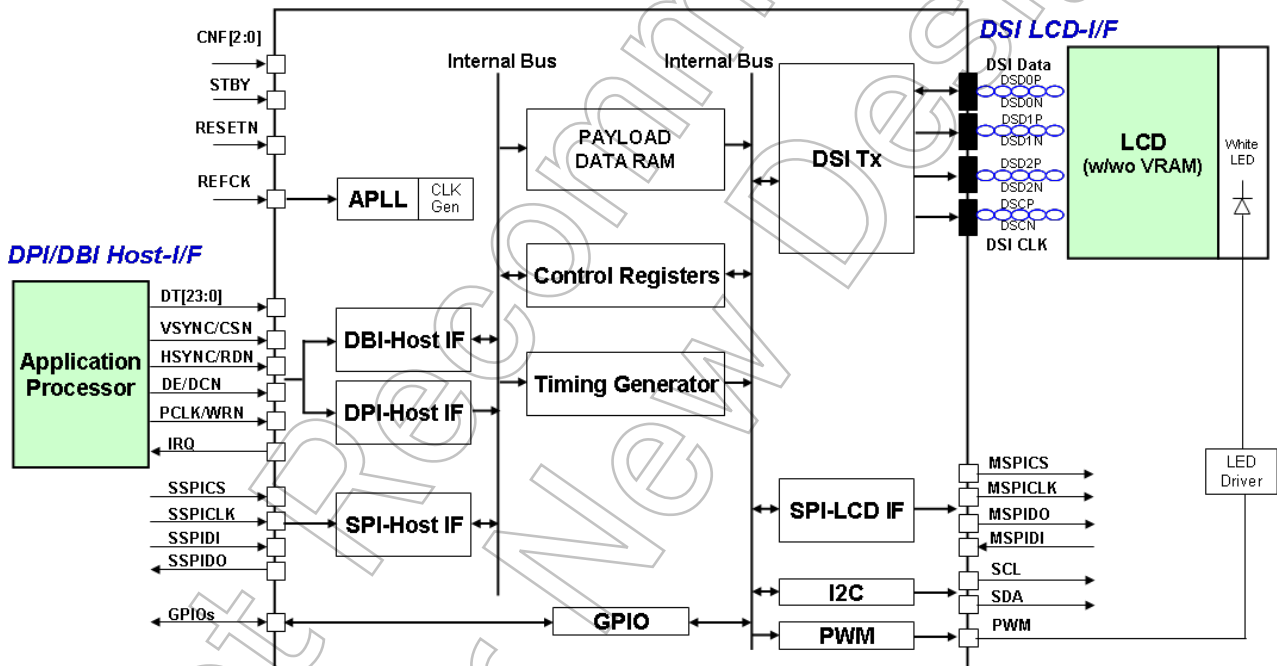 CNF[2:0]
STBY
RESETN
REFCK
DPI/DBI Host-I/F
Application
Processor
DT[23:0]
VSYNC/CSN
HSYNC/RDN
DE/DCN
PCLK/WRN
IRQ
SSPICS
SSPICLK
SSPIDI
SSPIDO
GPIOs
APLL
CLK
Gen
DBI-Host IF
DPI-Host IF
SPI-Host IF
Internal Bus
Internal Bus
PAYLOAD
DATA RAM
Control Registers
Timing Generator
GPIO
DSI Tx
SPI-LCD IF
I2C
PWM
DSI LCD-I/F
DSI Data
DSD0P
DSD0N
DSD1P
DSD1N
DSD2P
DSD2N
DSCP
DSCN
DSI CLK
LCD
(w/wo VRAM)
White
LED
LED
Driver
MSPICS
MSPICLK
MSPIDO
MSPIDI
SCL
SDA
PWM